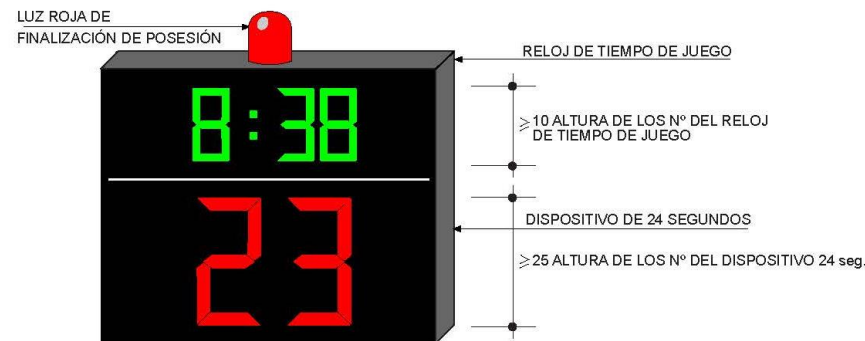 LUZ ROJA DE
FINALIZACIÓN DE POSESIÓN
RELOJ DE TIEMPO DE JUEGO
8:38
≥10 ALTURA DE LOS Nº DEL RELOJ
DE TIEMPO DE JUEGO
23
DISPOSITIVO DE 24 SEGUNDOS
≥25 ALTURA DE LOS Nº DEL DISPOSITIVO 24 seg.